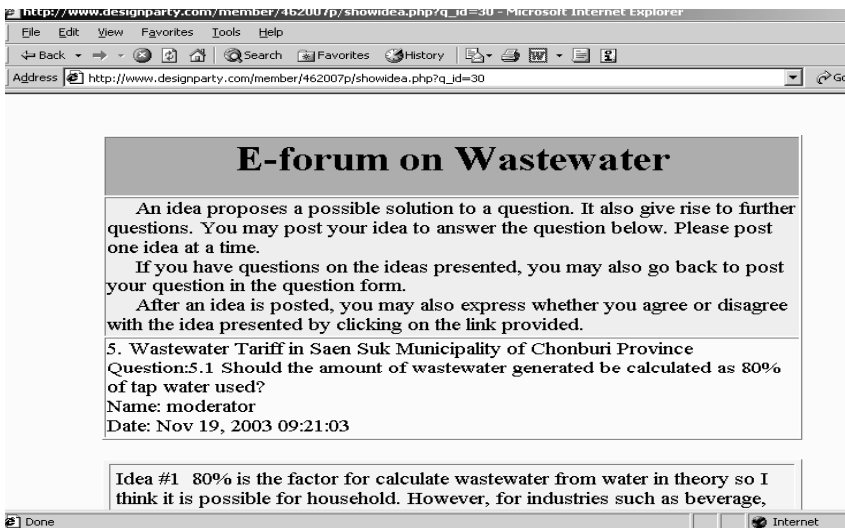 http://www.designparty.com/member/462007p/showidea.php?q_id=30 - Microsoft Internet Explorer
File Edit View Favorites Tools Help
Back Search Favorites History
Address http://www.designparty.com/member/462007p/showidea.php?q_id=30 Go
E-forum on Wastewater
An idea proposes a possible solution to a question. It also give rise to further
questions. You may post your idea to answer the question below. Please post
one idea at a time.
If you have questions on the ideas presented, you may also go back to post
your question in the question form.
After an idea is posted, you may also express whether you agree or disagree
with the idea presented by clicking on the link provided.
5. Wastewater Tariff in Saen Suk Municipality of Chonburi Province
Question:5.1 Should the amount of wastewater generated be calculated as 80%
of tap water used?
Name: moderator
Date: Nov 19, 2003 09:21:03
Idea #1 80% is the factor for calculate wastewater from water in theory so I
think it is possible for household. However, for industries such as beverage,
Done Internet